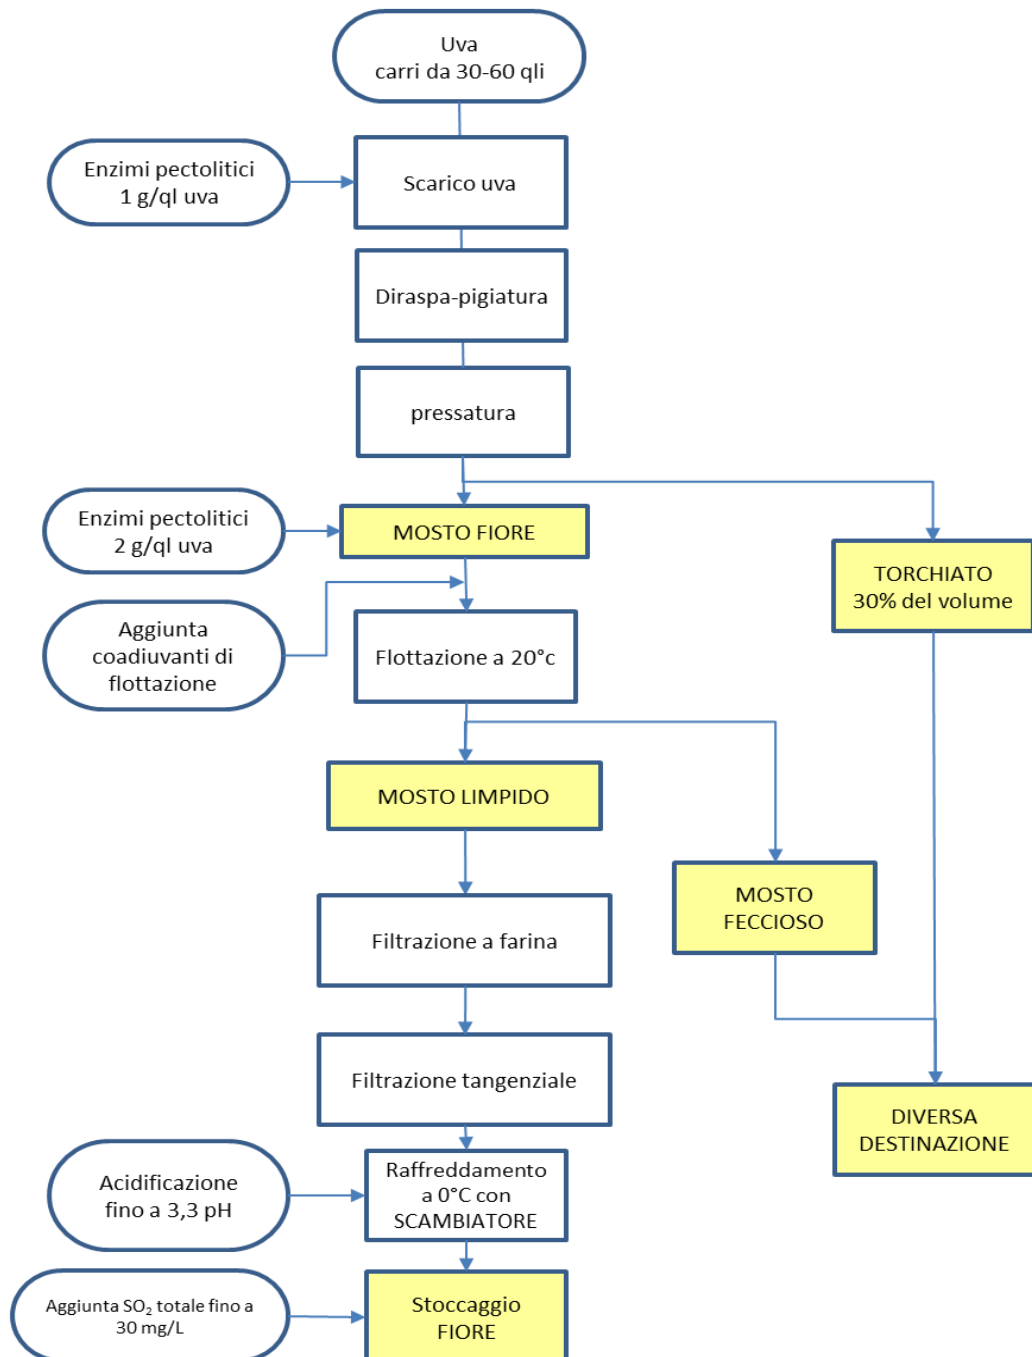 Uva
carri da 30-60 qli
Enzimi pectolitici
1 g/ql uva
Scarico uva
Diraspa-pigiatura
pressatura
Enzimi pectolitici
2 g/ql uva
MOSTO FIORE
TORCHIATO
30% del volume
Aggiunta
coadiuvanti di
flottazione
Flottazione a 20°c
MOSTO LIMPIDO
MOSTO
FECCIOSO
Filtrazione a farina
Filtrazione tangenziale
DIVERSA
DESTINAZIONE
Acidificazione
fino a 3,3 pH
Raffreddamento
a 0°C con
SCAMBIATORE
Aggiunta SO₂ totale fino a
30 mg/L
Stoccaggio
FIORE